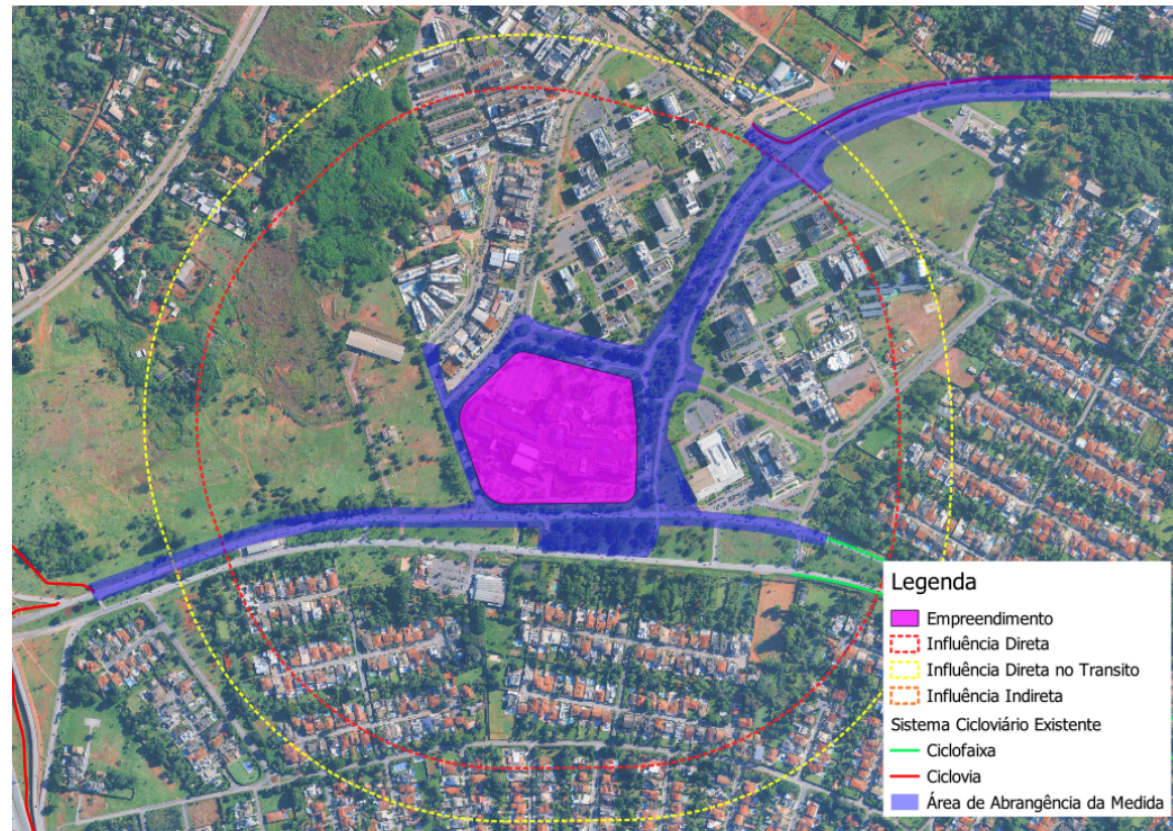 Legenda
Empreendimento
Influência Direta
Influência Direta no Transito
Influência Indireta
Sistema Cicloviário Existente
Ciclofaixa
Ciclovia
Área de Abrangência da Medida